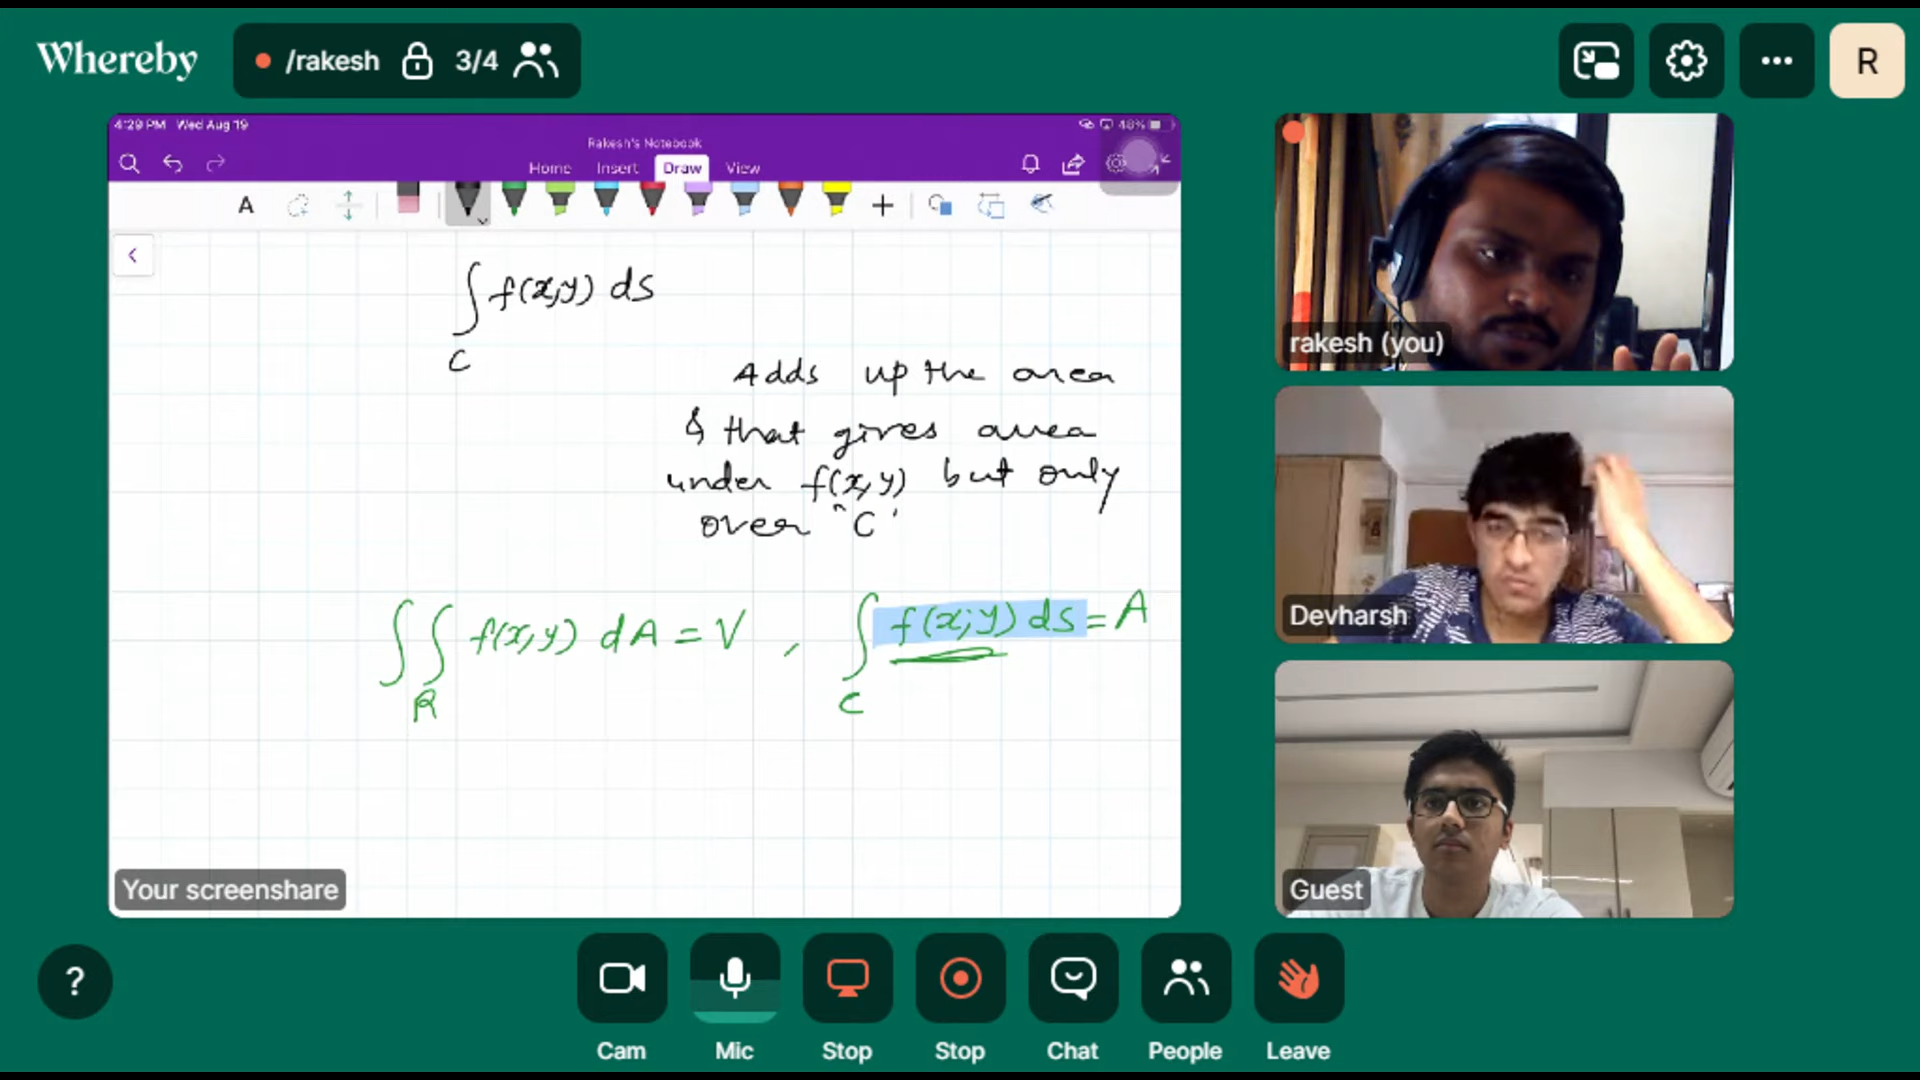 Whereby
/rakesh 3/4
R
4:29 PM Wed Aug 19
48%
Rakesh's Notebook
Home Insert Draw View
A
∫ f(x,y) ds
C
Adds up the area
& that gives area
under f(x,y) but only
over "C"
∫∫ f(x,y) dA = V , ∫ f(x,y) ds = A
R C
Your screenshare
rakesh (you)
Devharsh
Guest
?
Cam Mic Stop Stop Chat People Leave